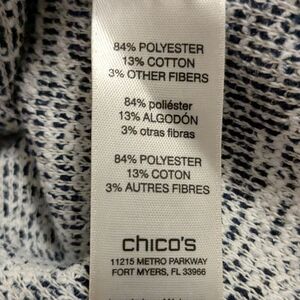 84% POLYESTER
13% COTTON
3% OTHER FIBERS
84% poliéster
13% ALGODÓN
3% otras fibras
84% POLYESTER
13% COTON
3% AUTRES FIBRES
chico's
11215 METRO PARKWAY
FORT MYERS, FL 33966